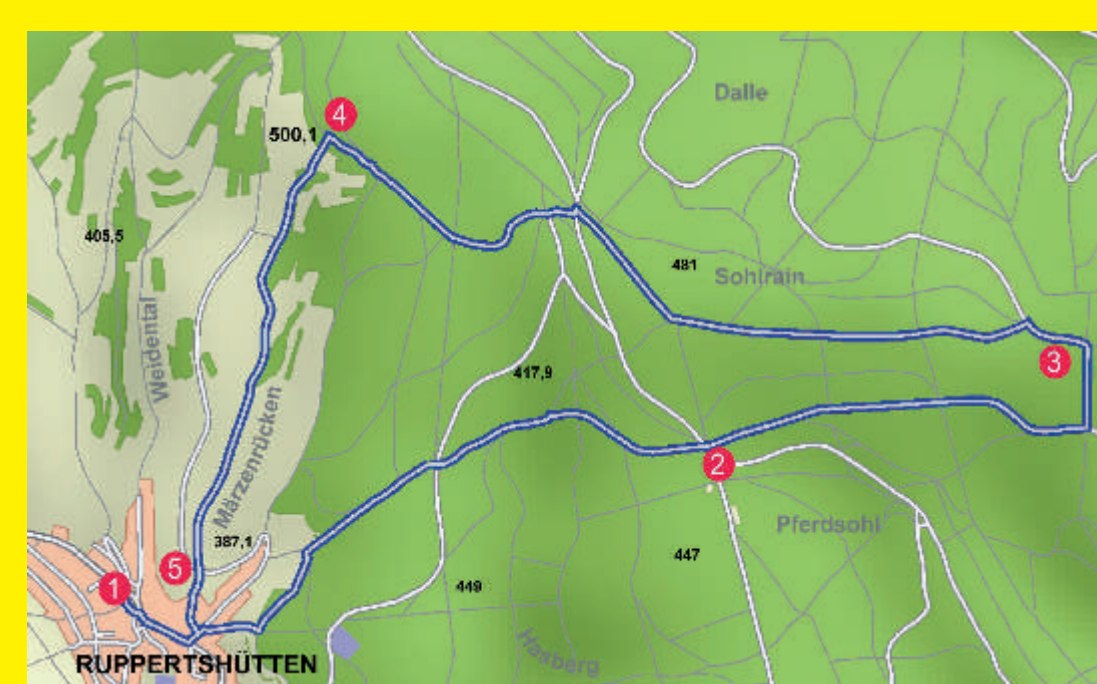 Dalle
4
500,1
405,5
481
Sohlrain
Weidental
3
417,9
Märzenrücken
2
Pferdsohl
387,1
447
5
1
449
Haaberg
RUPPERTSHÜTTEN